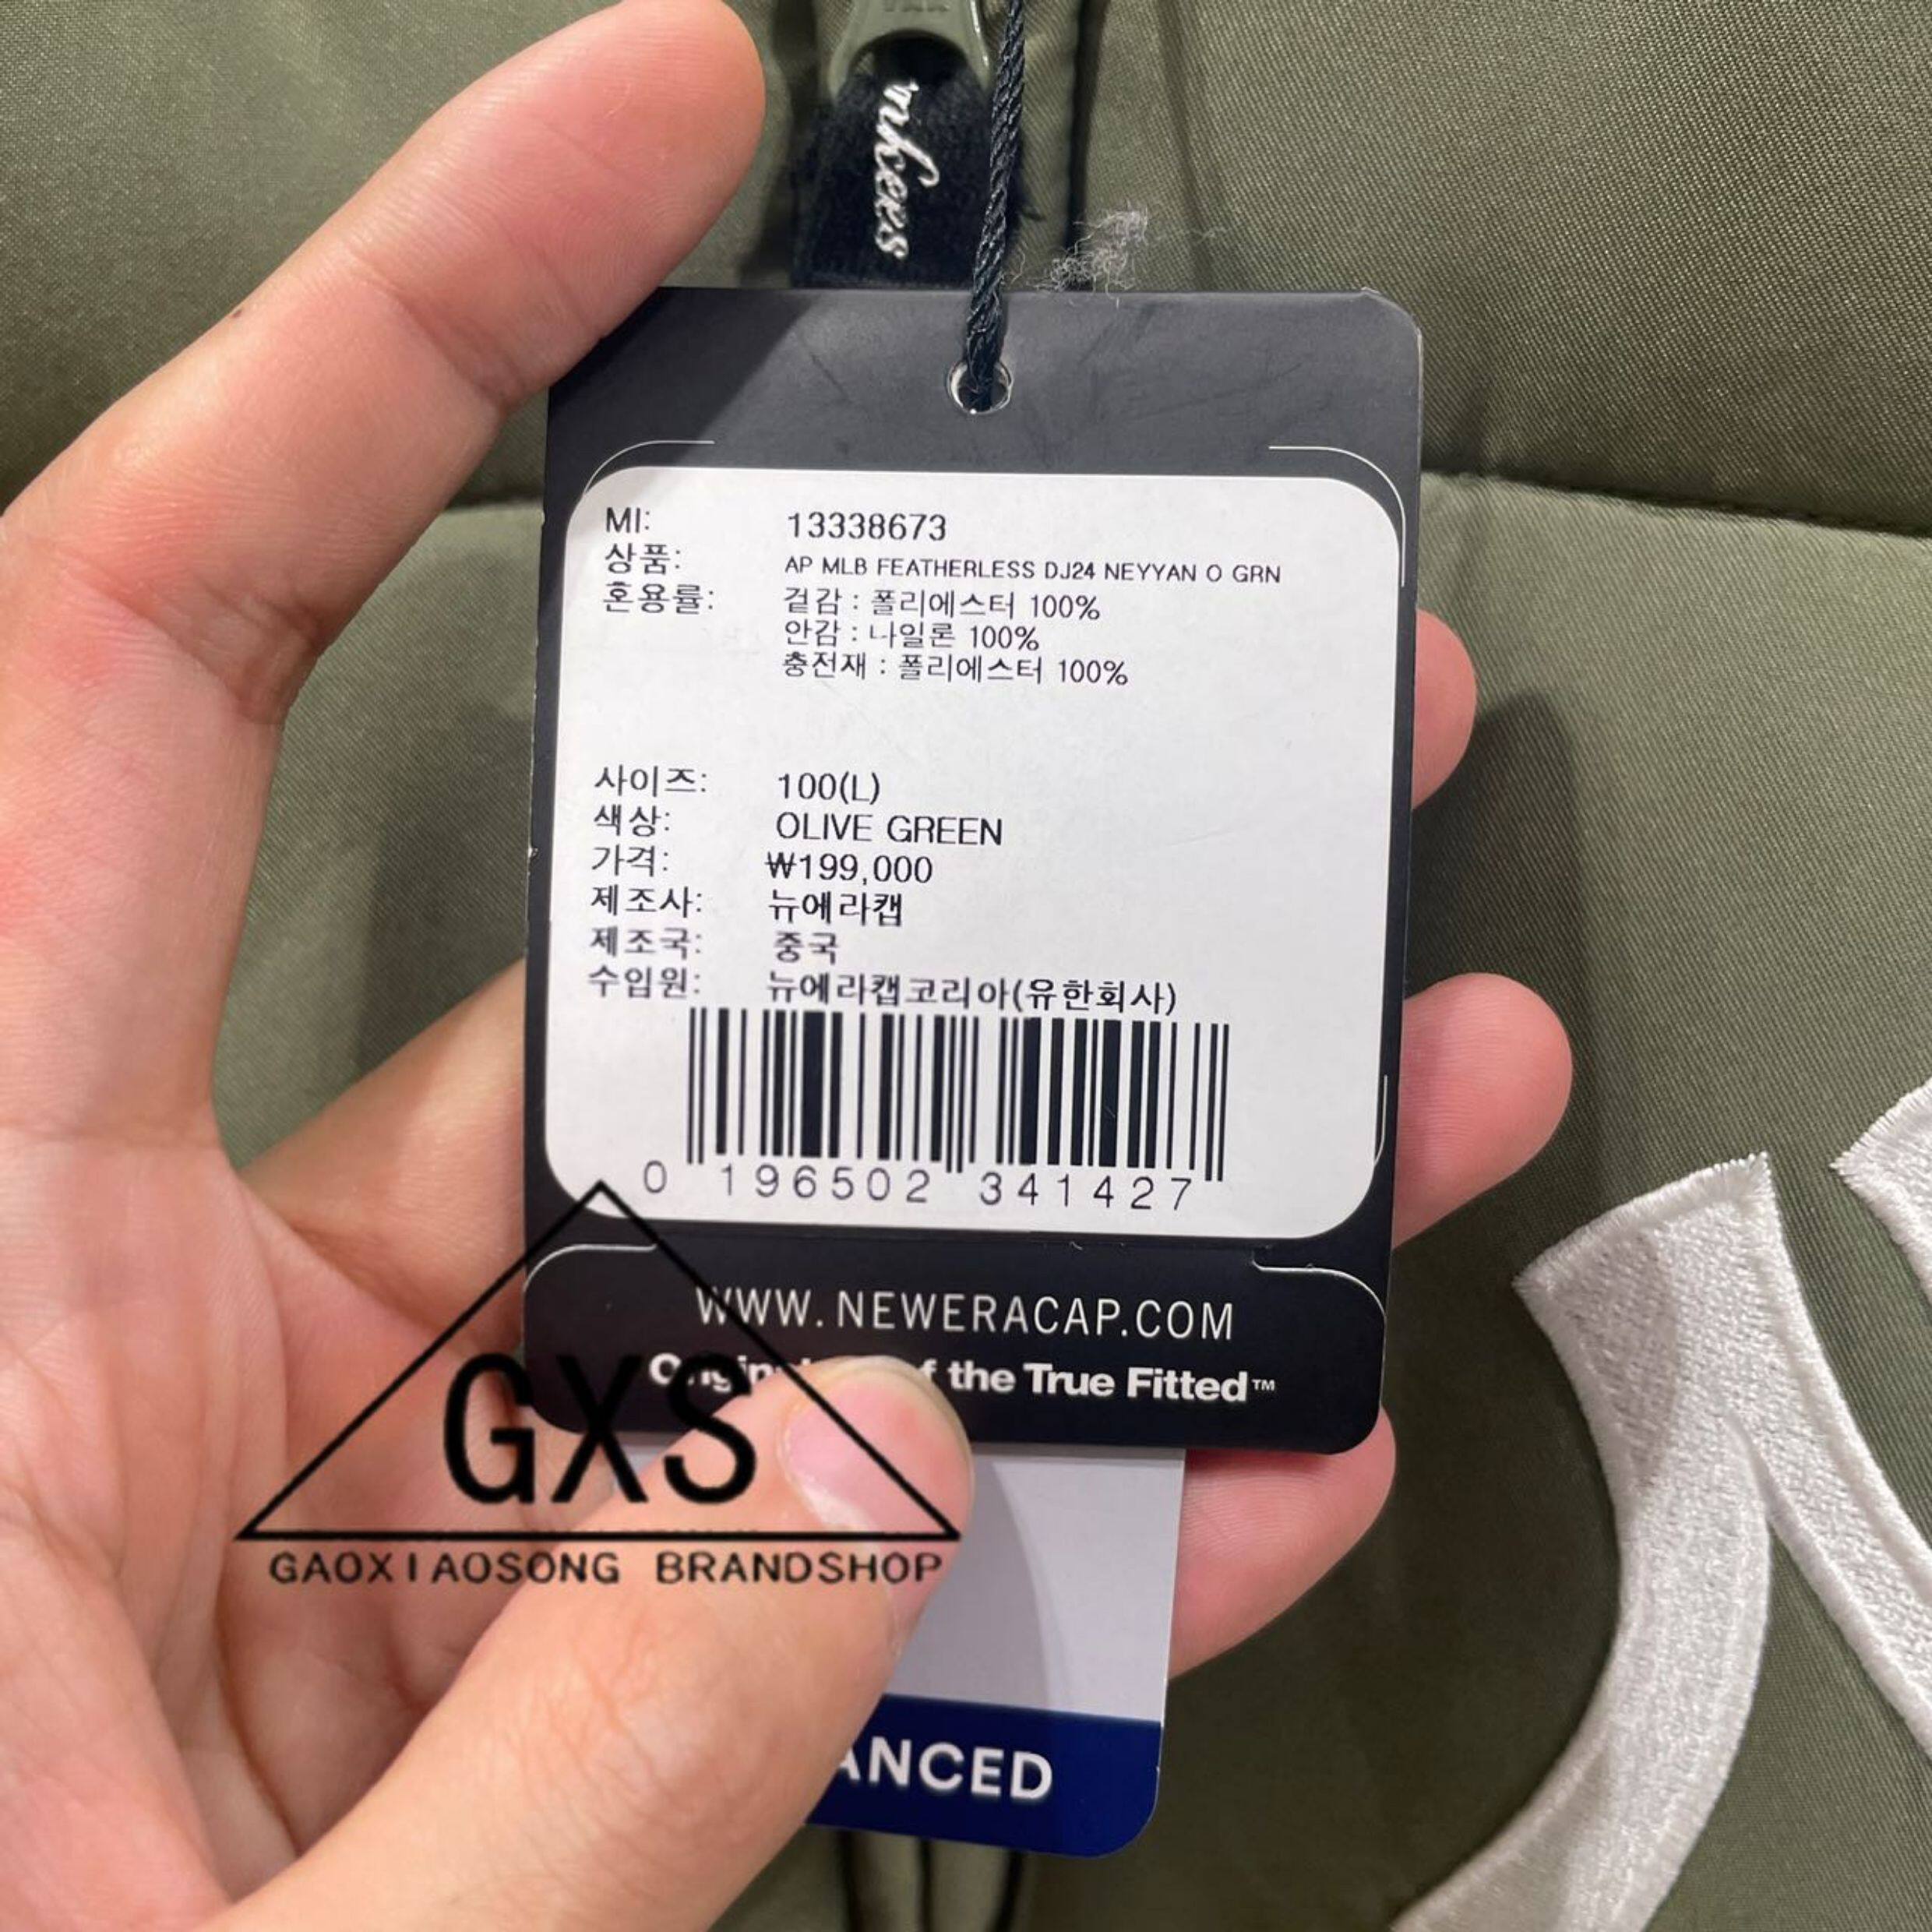 MI: 13338673
상품: AP MLB FEATHERLESS DJ24 NEYYAN O GRN
혼용률: 겉감 : 폴리에스터 100%
안감 : 나일론 100%
충전재 : 폴리에스터 100%
사이즈: 100(L)
색상: OLIVE GREEN
가격: ₩199,000
제조사: 뉴에라캡
제조국: 중국
수입원: 뉴에라캡코리아(유한회사)
0 196502 341427
WWW.NEWERACAP.COM
of the True Fitted™
GXS
GAOXIAOSONG BRANDSHOP